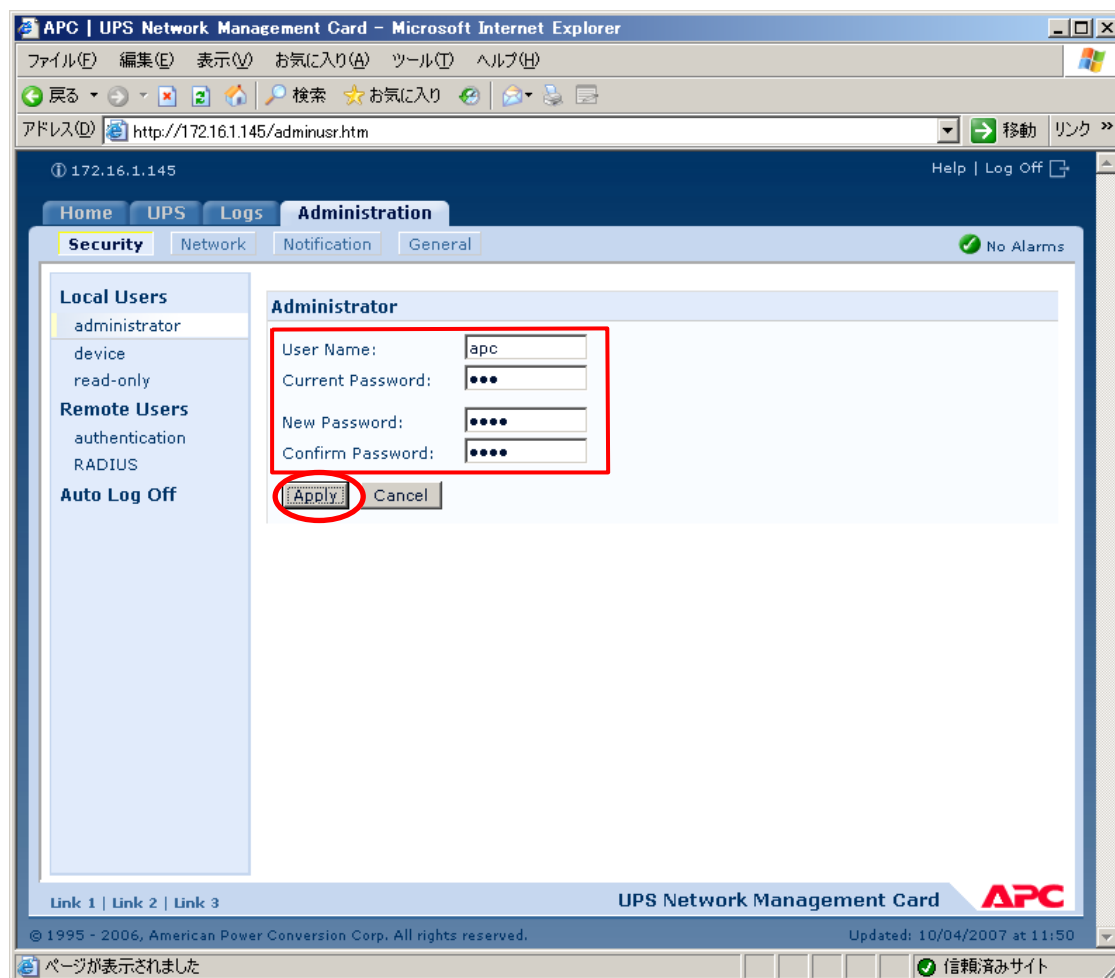 APC | UPS Network Management Card - Microsoft Internet Explorer
ファイル(F) 編集(E) 表示(V) お気に入り(A) ツール(T) ヘルプ(H)
戻る 検索 お気に入り
アドレス(D) http://172.16.1.145/adminusr.htm 移動 リンク »
172.16.1.145 Help | Log Off
Home UPS Logs Administration
Security Network Notification General No Alarms
Local Users
administrator
device
read-only
Remote Users
authentication
RADIUS
Auto Log Off
Administrator
User Name: apc
Current Password: •••
New Password: ••••
Confirm Password: ••••
Apply Cancel
Link 1 | Link 2 | Link 3 UPS Network Management Card APC
© 1995 - 2006, American Power Conversion Corp. All rights reserved. Updated: 10/04/2007 at 11:50
ページが表示されました 信頼済みサイト